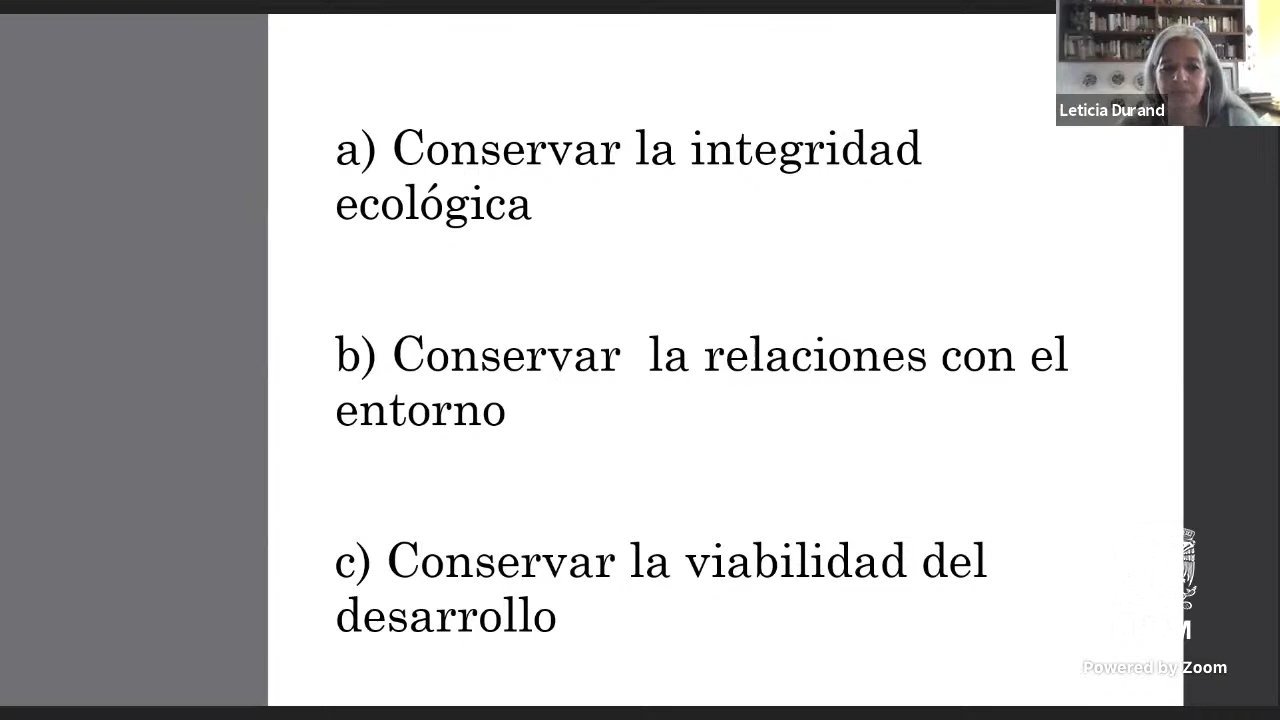 Leticia Durand
a) Conservar la integridad
ecológica
b) Conservar la relaciones con el
entorno
c) Conservar la viabilidad del
desarrollo
Powered by Zoom